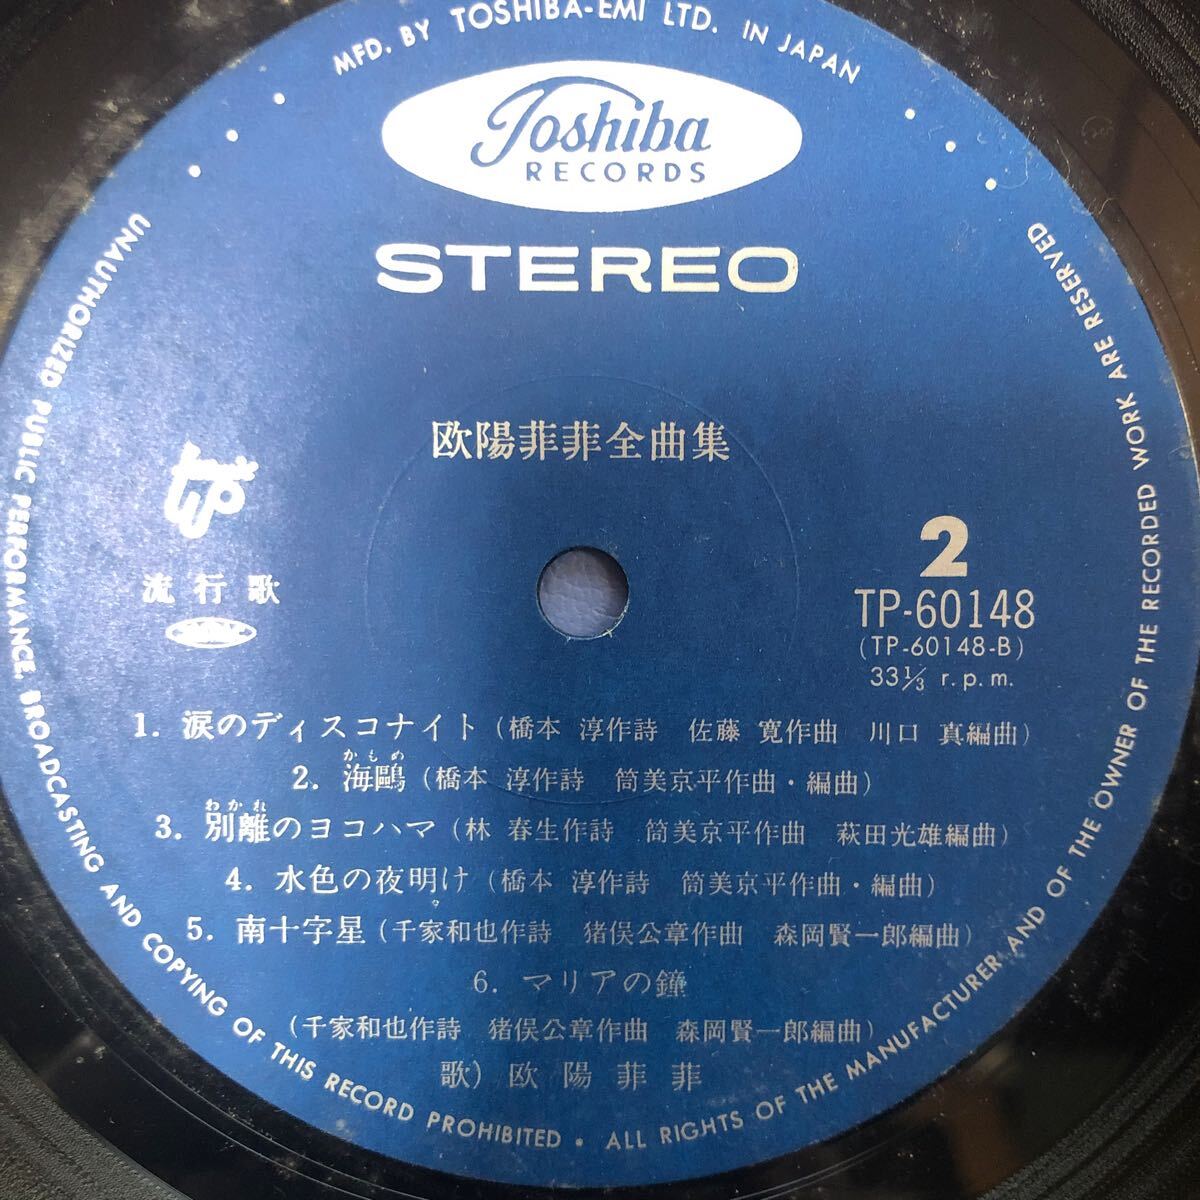 MFD. BY TOSHIBA-EMI LTD. IN JAPAN
Toshiba
RECORDS
STEREO
欧陽菲菲全曲集
流行歌
2
TP-60148
(TP-60148-B)
33⅓ r.p.m.
1. 涙のディスコナイト (橋本 淳作詩 佐藤 寛作曲 川口 真編曲)
かもめ
2. 海鷗 (橋本 淳作詩 筒美京平作曲・編曲)
わかれ
3. 別離のヨコハマ (林 春生作詩 筒美京平作曲 萩田光雄編曲)
4. 水色の夜明け (橋本 淳作詩 筒美京平作曲・編曲)
5. 南十字星 (千家和也作詩 猪俣公章作曲 森岡賢一郎編曲)
6. マリアの鐘
(千家和也作詩 猪俣公章作曲 森岡賢一郎編曲)
歌) 欧陽菲菲
UNAUTHORIZED PUBLIC PERFORMANCE, BROADCASTING AND COPYING OF THIS RECORD PROHIBITED • ALL RIGHTS OF THE MANUFACTURER AND OF THE OWNER OF THE RECORDED WORK ARE RESERVED